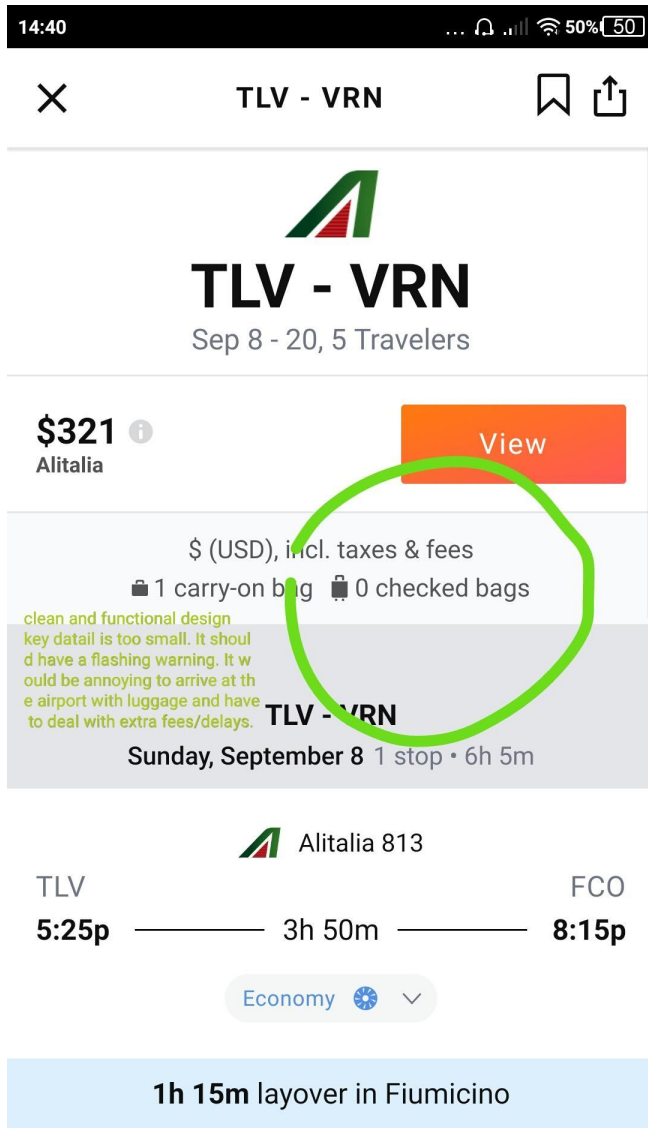 14:40
... 50% 50
TLV - VRN
TLV - VRN
Sep 8 - 20, 5 Travelers
$321
Alitalia
View
$ (USD), incl. taxes & fees
1 carry-on bag 0 checked bags
clean and functional design
key datail is too small. It shoul
d have a flashing warning. It w
ould be annoying to arrive at th
e airport with luggage and have
to deal with extra fees/delays.
TLV - VRN
Sunday, September 8 1 stop • 6h 5m
Alitalia 813
TLV FCO
5:25p 3h 50m 8:15p
Economy
1h 15m layover in Fiumicino